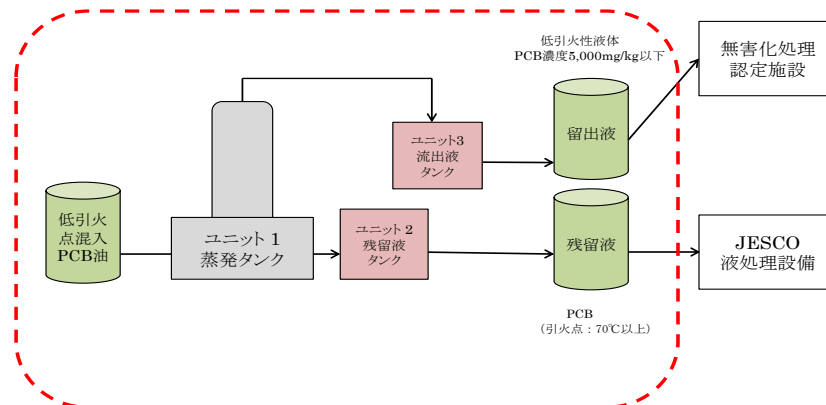 低引火性液体
PCB濃度5,000mg/kg以下
無害化処理
認定施設
留出液
ユニット3
流出液
タンク
低引火
点混入
PCB油
ユニット 1
蒸発タンク
ユニット 2
残留液
タンク
残留液
JESCO
液処理設備
PCB
（引火点：70℃以上）